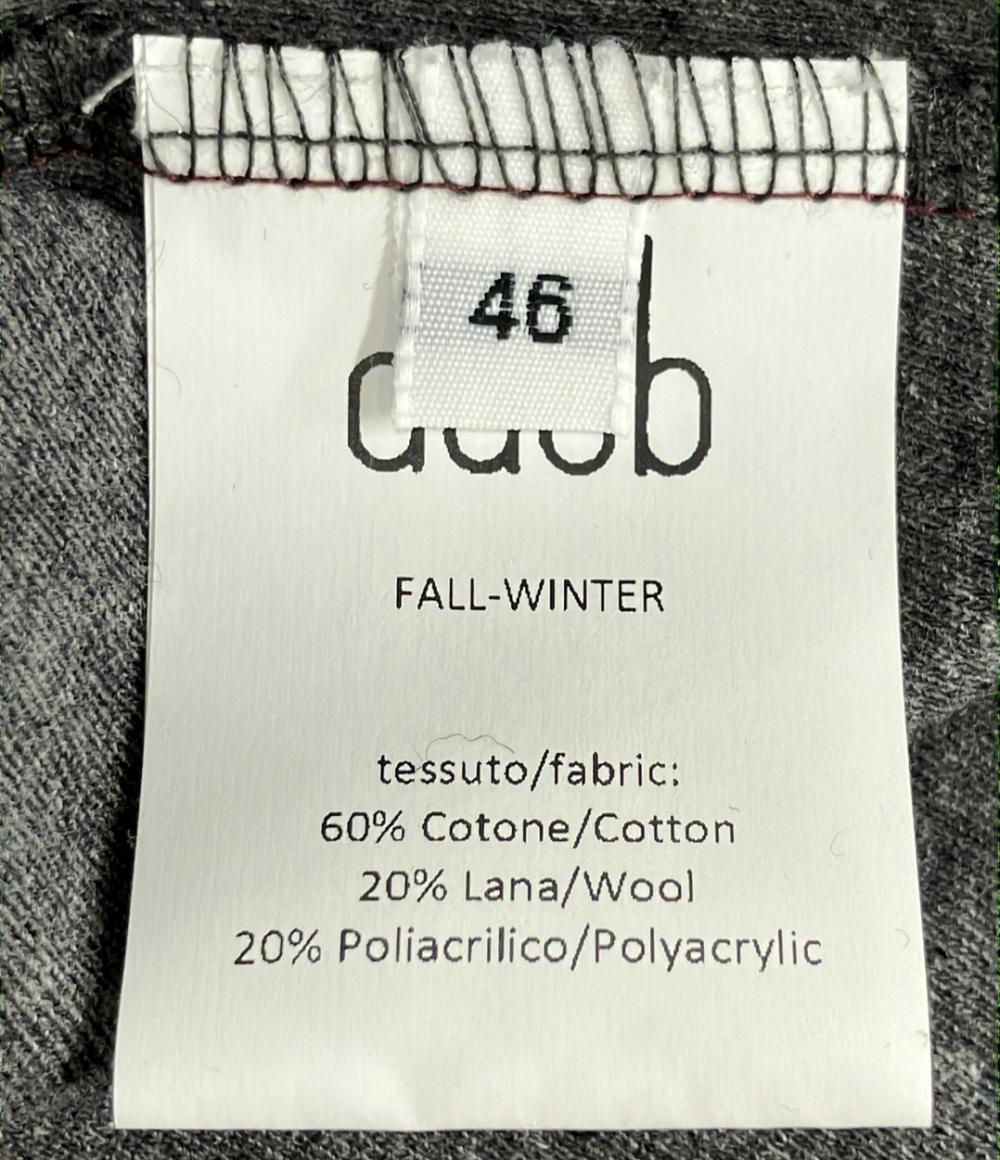 46
FALL-WINTER
tessuto/fabric:
60% Cotone/Cotton
20% Lana/Wool
20% Poliacrilico/Polyacrylic